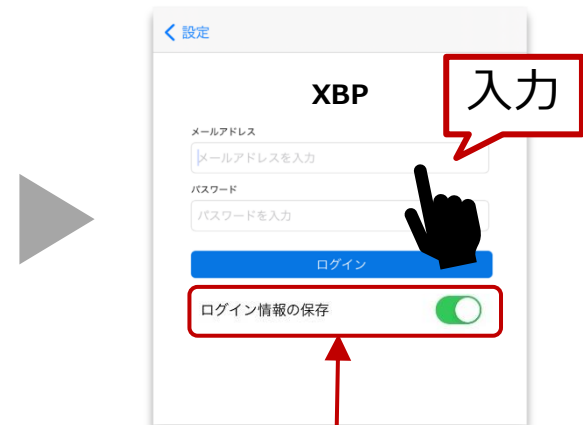 設定
XBP
入力
メールアドレス
メールアドレスを入力
パスワード
パスワードを入力
ログイン
ログイン情報の保存